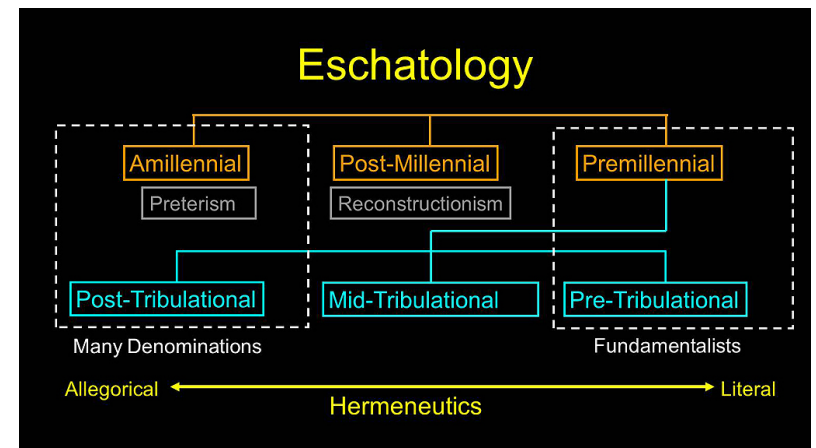 Eschatology
Amillennial
Post-Millennial
Premillennial
Preterism
Reconstructionism
Post-Tribulational
Mid-Tribulational
Pre-Tribulational
Many Denominations
Fundamentalists
Allegorical
Literal
Hermeneutics